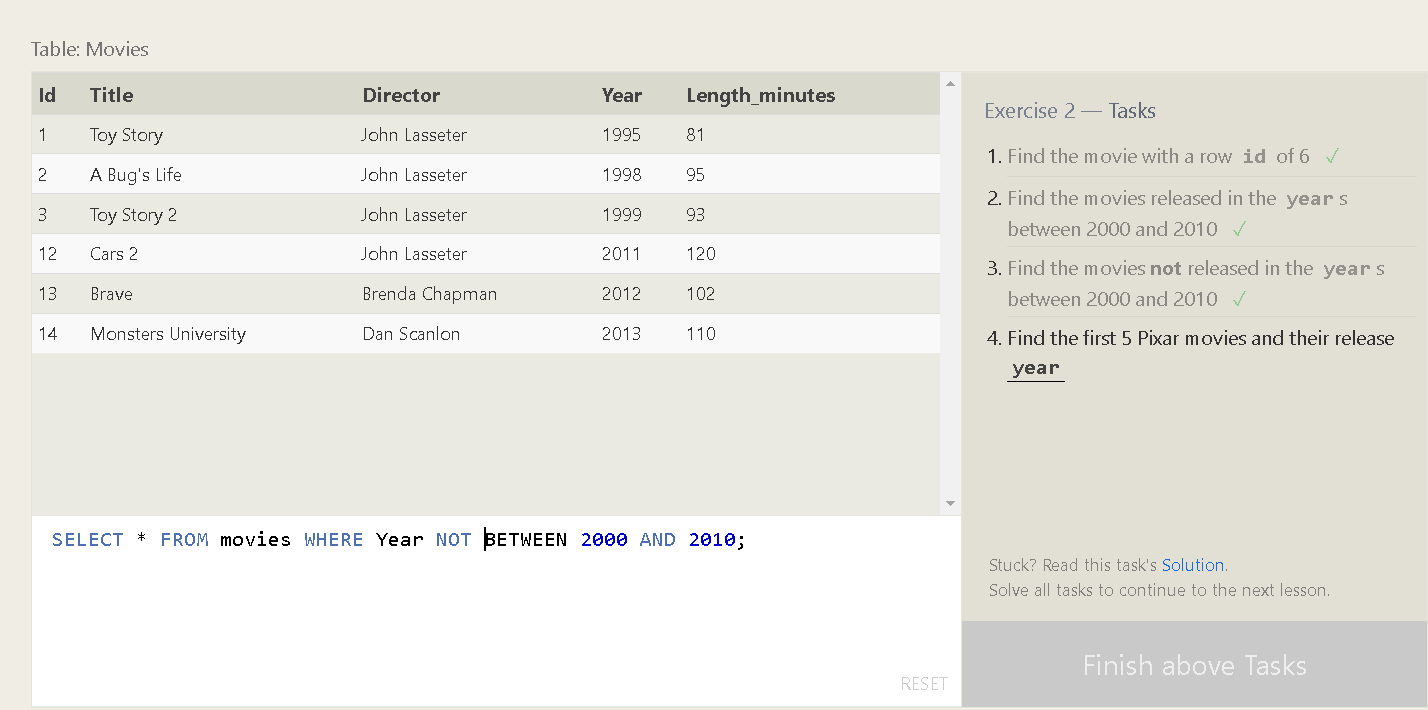 Table: Movies
Id Title Director Year Length_minutes
1 Toy Story John Lasseter 1995 81
2 A Bug's Life John Lasseter 1998 95
3 Toy Story 2 John Lasseter 1999 93
12 Cars 2 John Lasseter 2011 120
13 Brave Brenda Chapman 2012 102
14 Monsters University Dan Scanlon 2013 110
SELECT * FROM movies WHERE Year NOT BETWEEN 2000 AND 2010;
RESET
Exercise 2 — Tasks
1. Find the movie with a row id of 6 ✓
2. Find the movies released in the year s
between 2000 and 2010 ✓
3. Find the movies not released in the year s
between 2000 and 2010 ✓
4. Find the first 5 Pixar movies and their release
year
Stuck? Read this task's Solution.
Solve all tasks to continue to the next lesson.
Finish above Tasks